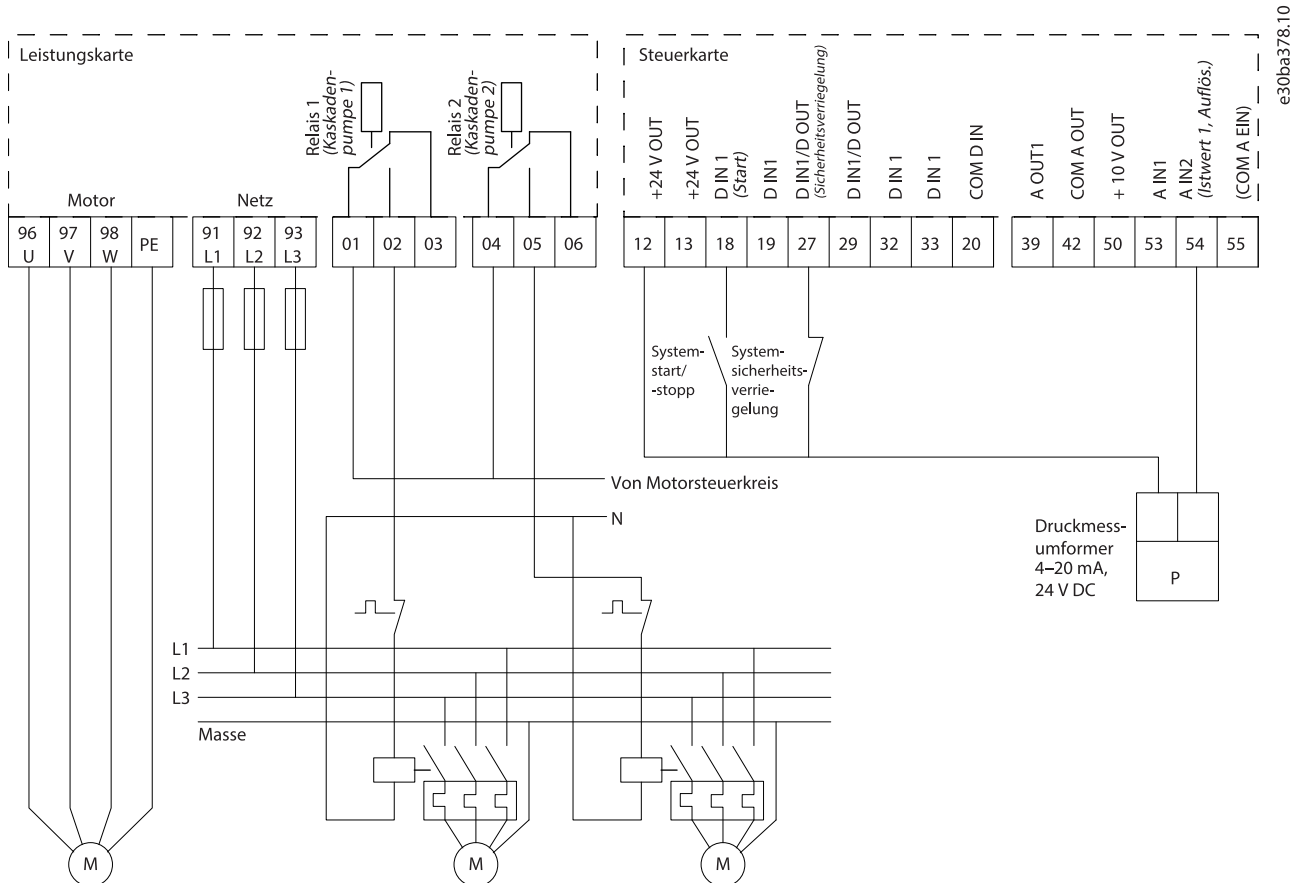 e30ba378.10
Leistungskarte
Relais 1
(Kaskaden-
pumpe 1)
Relais 2
(Kaskaden-
pumpe 2)
Steuerkarte
+24 V OUT
+24 V OUT
D IN 1
(Start)
D IN1
D IN1/D OUT
(Sicherheitsverriegelung)
D IN1/D OUT
D IN 1
D IN 1
COM D IN
A OUT1
COM A OUT
+ 10 V OUT
A IN1
A IN2
(Istwert 1, Auflös.)
(COM A EIN)
Motor
Netz
96 97 98 PE
U V W
91 92 93
L1 L2 L3
01 02 03
04 05 06
12 13 18 19 27 29 32 33 20
39 42 50 53 54 55
System-
start/
-stopp
System-
sicherheits-
verrie-
gelung
Von Motorsteuerkreis
N
Druckmess-
umformer
4–20 mA,
24 V DC
P
L1
L2
L3
Masse
M
M
M